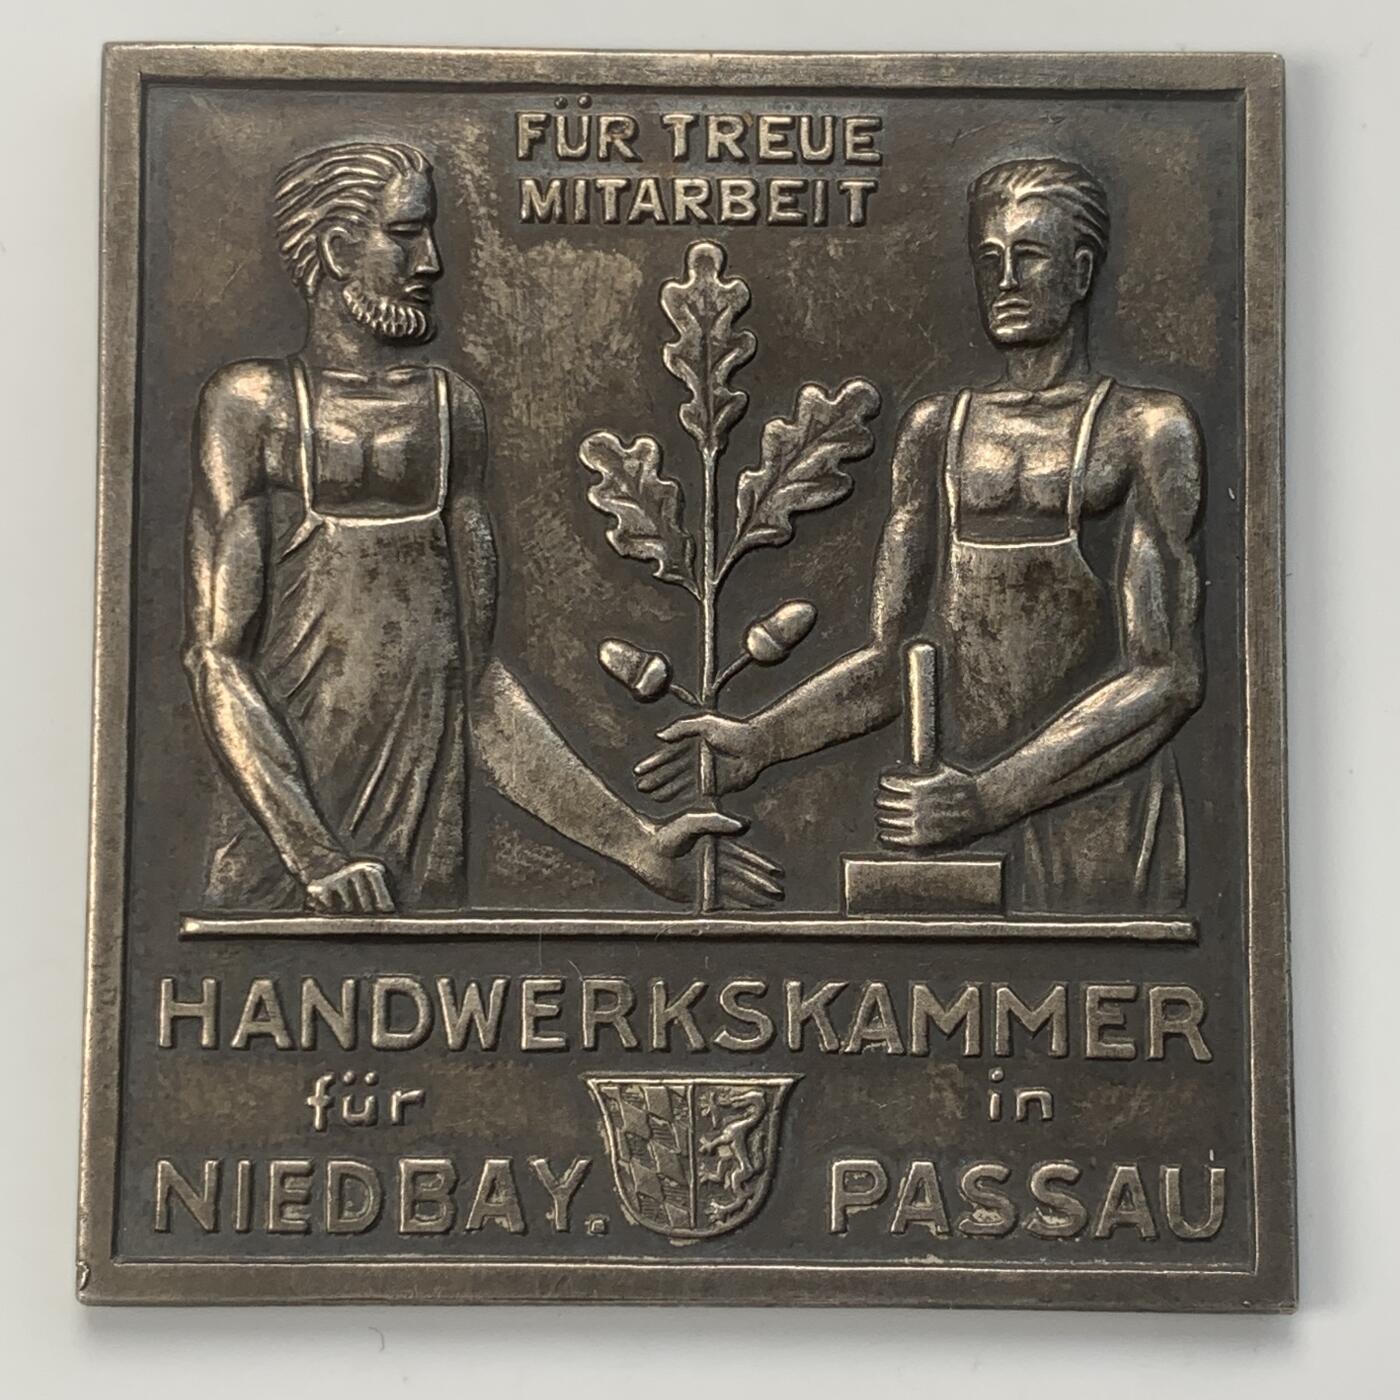 FÜR TREUE
MITARBEIT
HANDWERKSKAMMER
für in
NIEDBAY. PASSAU